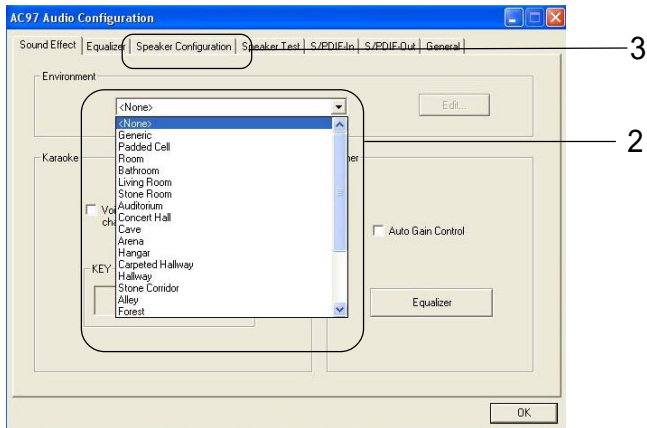 AC97 Audio Configuration
Sound Effect Equalizer Speaker Configuration Speaker Test S/PDIF-In S/PDIF-Out General
3
Environment
<None> Edit...
<None>
Generic
2
Padded Cell
Karaoke
Room
Bathroom
Living Room
Stone Room
Auditorium
Concert Hall
Cave
Auto Gain Control
Arena
Hangar
KEY Carpeted Hallway
Hallway
Stone Corridor
Alley Equalizer
Forest
OK